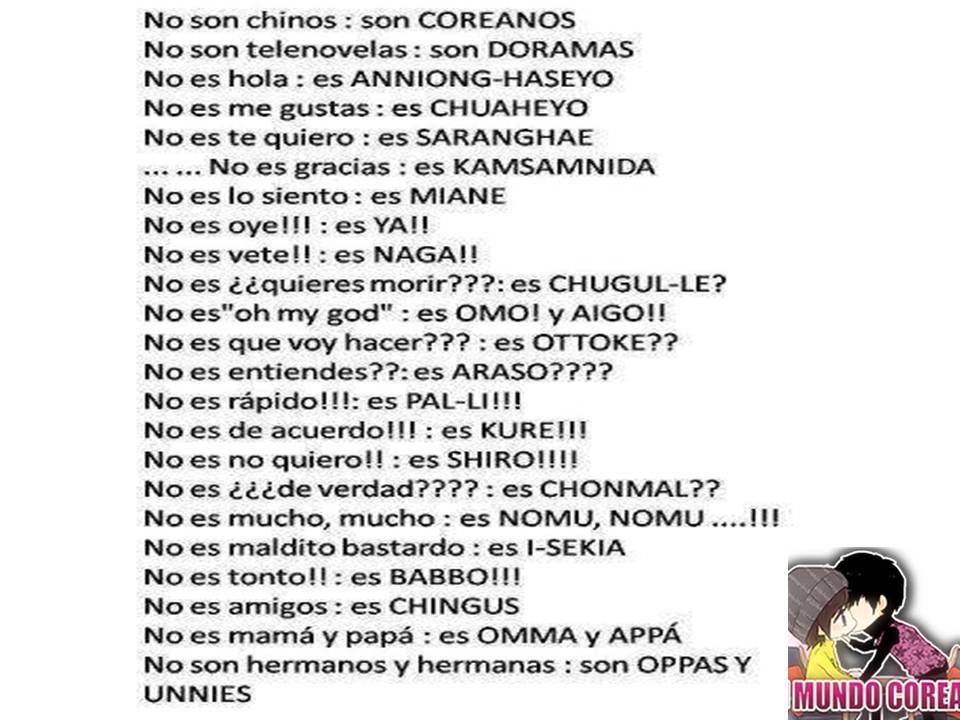 No son chinos : son COREANOS
No son telenovelas : son DORAMAS
No es hola : es ANNIONG-HASEYO
No es me gustas : es CHUAHEYO
No es te quiero : es SARANGHAE
... ... No es gracias : es KAMSAMNIDA
No es lo siento : es MIANE
No es oye!!! : es YA!!
No es vete!! : es NAGA!!
No es ¿¿quieres morir???: es CHUGUL-LE?
No es"oh my god" : es OMO! y AIGO!!
No es que voy hacer??? : es OTTOKE??
No es entiendes??: es ARASO????
No es rápido!!!: es PAL-LI!!!
No es de acuerdo!!! : es KURE!!!
No es no quiero!! : es SHIRO!!!!
No es ¿¿¿de verdad???? : es CHONMAL??
No es mucho, mucho : es NOMU, NOMU ....!!!
No es maldito bastardo : es I-SEKIA
No es tonto!! : es BABBO!!!
No es amigos : es CHINGUS
No es mamá y papá : es OMMA y APPÁ
No son hermanos y hermanas : son OPPAS Y
UNNIES
MUNDO COREA